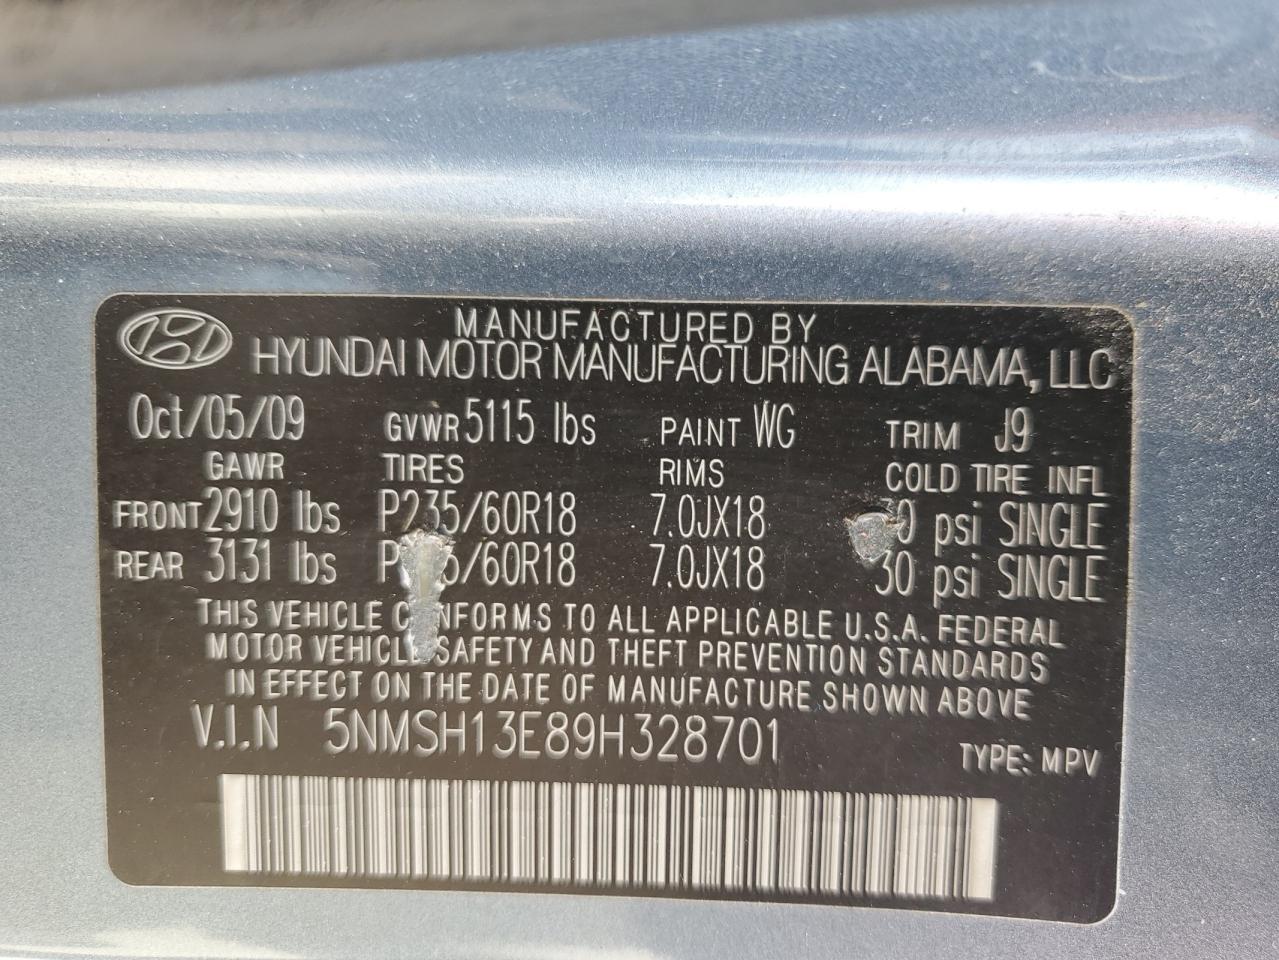 MANUFACTURED BY
HYUNDAI MOTOR MANUFACTURING ALABAMA, LLC
Oct/05/09 GVWR 5115 lbs PAINT WG TRIM J9
GAWR TIRES RIMS COLD TIRE INFL
FRONT 2910 lbs P235/60R18 7.0JX18 30 psi SINGLE
REAR 3131 lbs P235/60R18 7.0JX18 30 psi SINGLE
THIS VEHICLE CONFORMS TO ALL APPLICABLE U.S.A. FEDERAL
MOTOR VEHICLE SAFETY AND THEFT PREVENTION STANDARDS
IN EFFECT ON THE DATE OF MANUFACTURE SHOWN ABOVE
V.I.N 5NMSH13E89H328701 TYPE: MPV